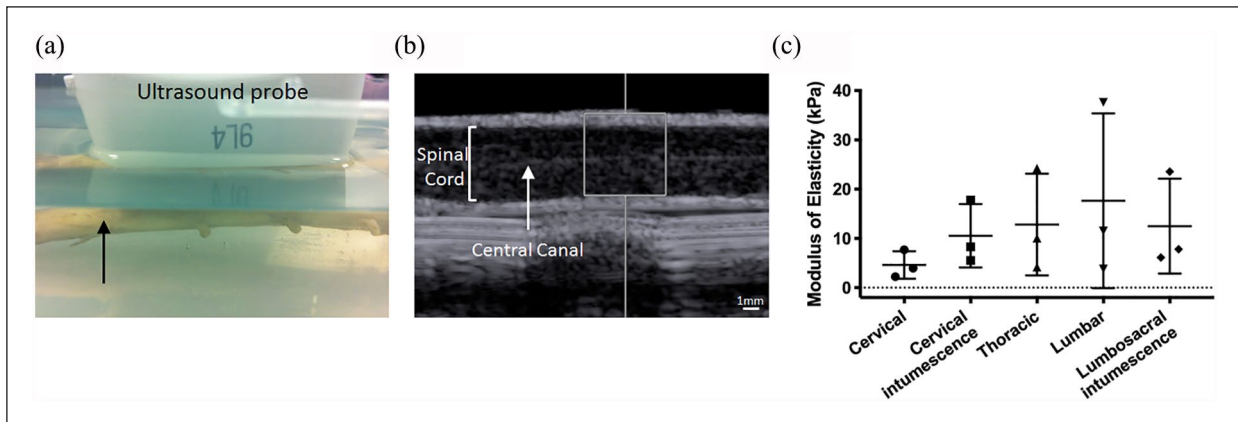 (a)
Ultrasound probe
9L4
(b)
Spinal
Cord
Central Canal
1mm
(c)
Modulus of Elasticity (kPa)
40
30
20
10
0
Cervical
Cervical
intumescence
Thoracic
Lumbar
Lumbosacral
intumescence